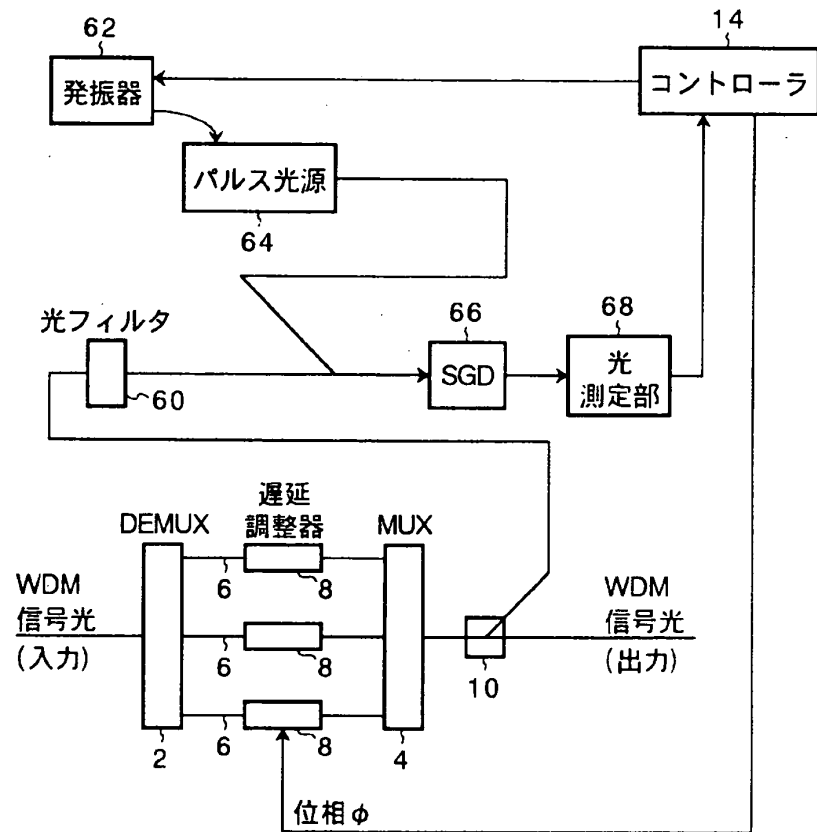 62
発振器
14
コントローラ
パルス光源
64
光フィルタ
60
66
SGD
68
光
測定部
DEMUX
遅延
調整器
MUX
WDM
信号光
(入力)
6
8
6
8
6
8
2
4
10
WDM
信号光
(出力)
位相φ